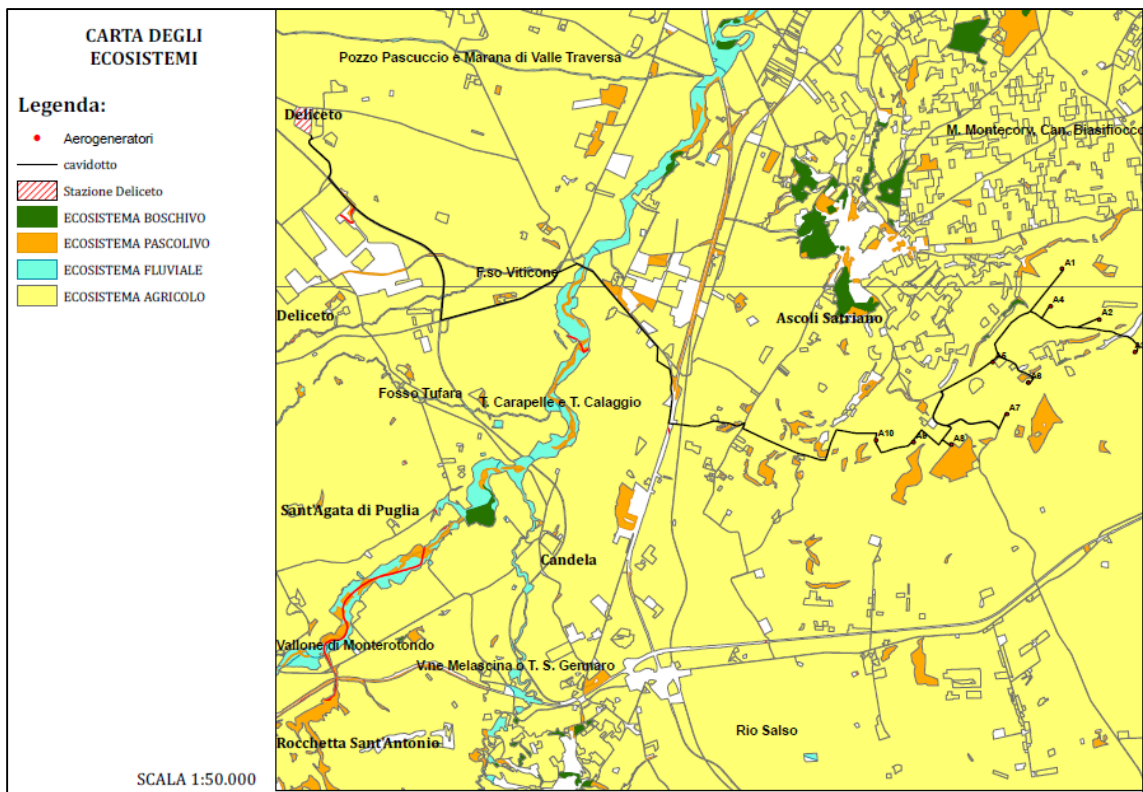 CARTA DEGLI
ECOSISTEMI
Legenda:
Aerogeneratori
cavidotto
Stazione Deliceto
ECOSISTEMA BOSCHIVO
ECOSISTEMA PASCOLIVO
ECOSISTEMA FLUVIALE
ECOSISTEMA AGRICOLO
SCALA 1:50.000
Pozzo Pascuccio e Marana di Valle Traversa
Deliceto
M. Montecorv, Can. Biasifiocco
F.so Viticone
A1
A4
A2
Deliceto
Ascoli Satriano
A5
A6
Fosso Tufara
T. Carapelle e T. Calaggio
A7
A10
A9
A8
Sant'Agata di Puglia
Candela
Vallone di Monterotondo
V.ne Melascina o T. S. Gennaro
Rio Salso
Rocchetta Sant'Antonio